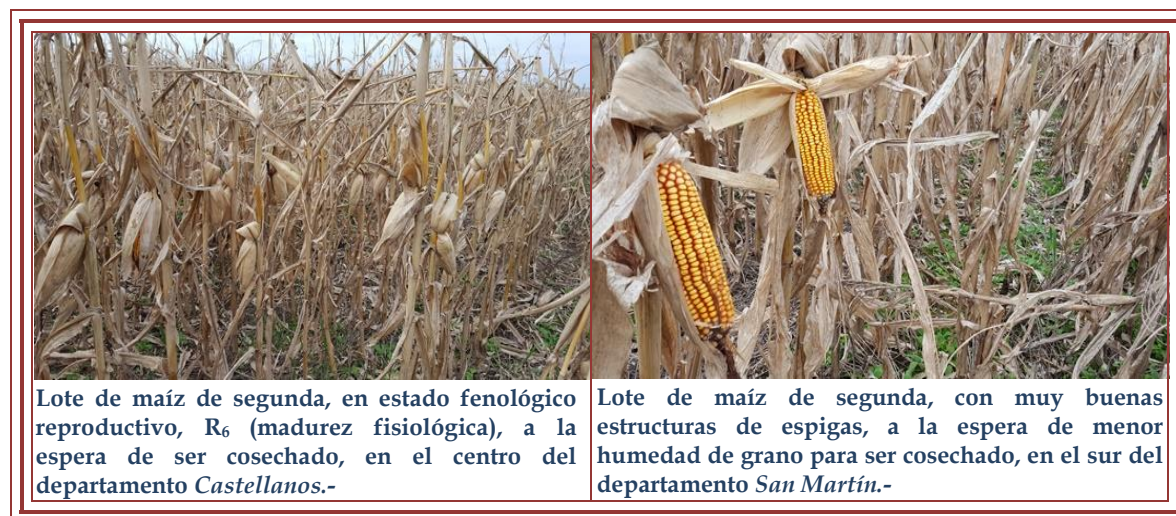 Lote de maíz de segunda, en estado fenológico
reproductivo, R₆ (madurez fisiológica), a la
espera de ser cosechado, en el centro del
departamento Castellanos.-
Lote de maíz de segunda, con muy buenas
estructuras de espigas, a la espera de menor
humedad de grano para ser cosechado, en el sur del
departamento San Martín.-